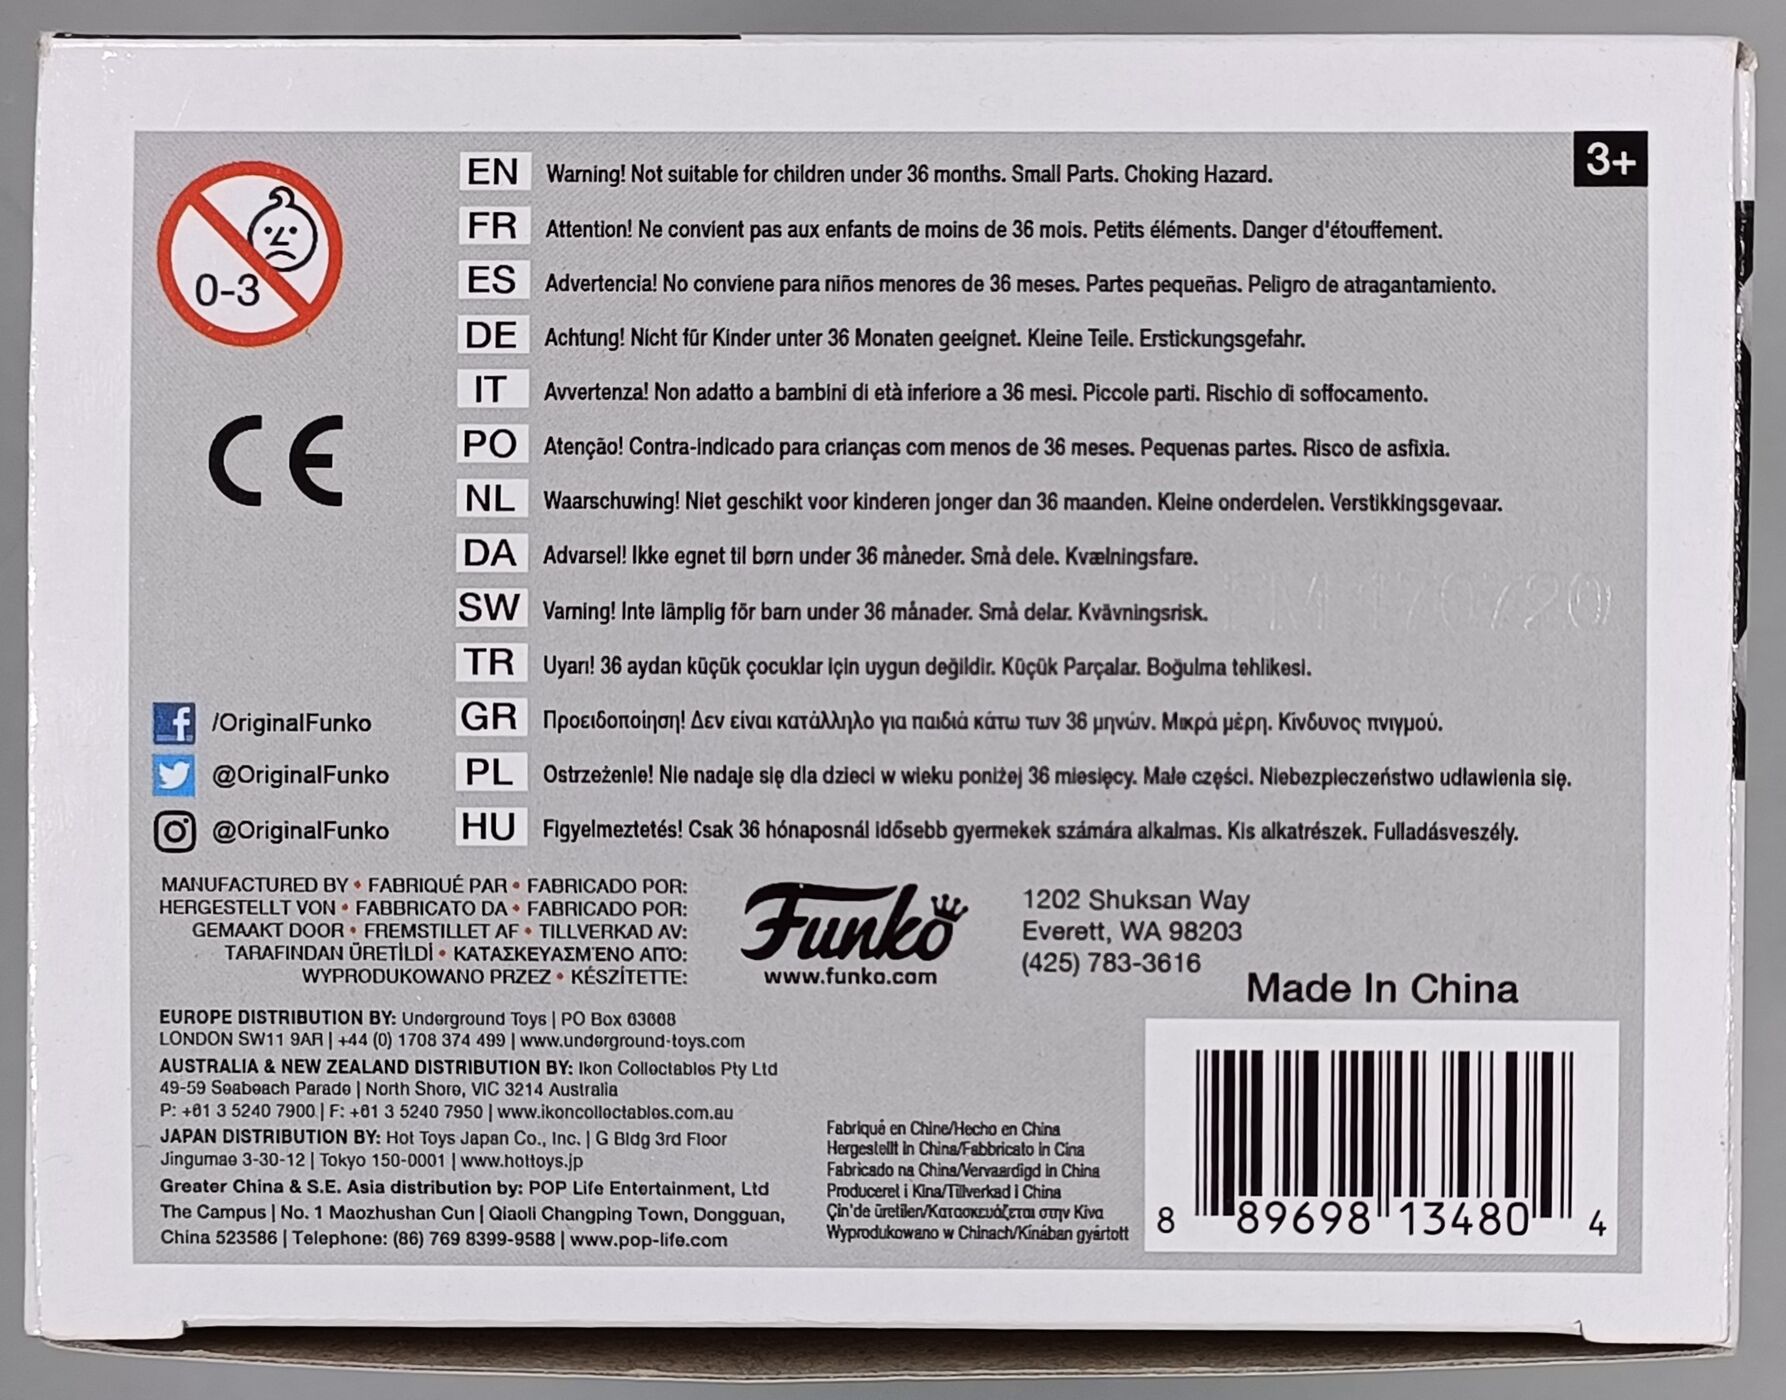 3+
0-3
CE
EN Warning! Not suitable for children under 36 months. Small Parts. Choking Hazard.
FR Attention! Ne convient pas aux enfants de moins de 36 mois. Petits éléments. Danger d'étouffement.
ES Advertencia! No conviene para niños menores de 36 meses. Partes pequeñas. Peligro de atragantamiento.
DE Achtung! Nicht für Kinder unter 36 Monaten geeignet. Kleine Teile. Erstickungsgefahr.
IT Avvertenza! Non adatto a bambini di età inferiore a 36 mesi. Piccole parti. Rischio di soffocamento.
PO Atenção! Contra-indicado para crianças com menos de 36 meses. Pequenas partes. Risco de asfixia.
NL Waarschuwing! Niet geschikt voor kinderen jonger dan 36 maanden. Kleine onderdelen. Verstikkingsgevaar.
DA Advarsel! Ikke egnet til børn under 36 måneder. Små dele. Kvælningsfare.
SW Varning! Inte lämplig för barn under 36 månader. Små delar. Kvävningsrisk.
TR Uyarı! 36 aydan küçük çocuklar için uygun değildir. Küçük Parçalar. Boğulma tehlikesi.
GR Προειδοποίηση! Δεν είναι κατάλληλο για παιδιά κάτω των 36 μηνών. Μικρά μέρη. Κίνδυνος πνιγμού.
PL Ostrzeżenie! Nie nadaje się dla dzieci w wieku poniżej 36 miesięcy. Małe części. Niebezpieczeństwo udławienia się.
HU Figyelmeztetés! Csak 36 hónaposnál idősebb gyermekek számára alkalmas. Kis alkatrészek. Fulladásveszély.
/OriginalFunko
@OriginalFunko
@OriginalFunko
MANUFACTURED BY • FABRIQUÉ PAR • FABRICADO POR:
HERGESTELLT VON • FABBRICATO DA • FABRICADO POR:
GEMAAKT DOOR • FREMSTILLET AF • TILLVERKAD AV:
TARAFINDAN ÜRETİLDİ • ΚΑΤΑΣΚΕΥΑΣΜΈΝΟ ΑΠΌ:
WYPRODUKOWANO PRZEZ • KÉSZÍTETTE:
Funko
www.funko.com
1202 Shuksan Way
Everett, WA 98203
(425) 783-3616
Made In China
EUROPE DISTRIBUTION BY: Underground Toys | PO Box 63668
LONDON SW11 9AR | +44 (0) 1708 374 499 | www.underground-toys.com
AUSTRALIA & NEW ZEALAND DISTRIBUTION BY: Ikon Collectables Pty Ltd
49-59 Seabeach Parade | North Shore, VIC 3214 Australia
P: +61 3 5240 7900 | F: +61 3 5240 7950 | www.ikoncollectables.com.au
JAPAN DISTRIBUTION BY: Hot Toys Japan Co., Inc. | G Bldg 3rd Floor
Jingumae 3-30-12 | Tokyo 150-0001 | www.hottoys.jp
Greater China & S.E. Asia distribution by: POP Life Entertainment, Ltd
The Campus | No. 1 Maozhushan Cun | Qiaoli Changping Town, Dongguan,
China 523586 | Telephone: (86) 769 8399-9588 | www.pop-life.com
Fabriqué en Chine/Hecho en China
Hergestellt in China/Fabbricato in Cina
Fabricado na China/Vervaardigd in China
Produceret i Kina/Tillverkad i China
Çin'de üretilen/Κατασκευάζεται στην Κίνα
Wyprodukowano w Chinach/Kínában gyártott
8 89698 13480 4